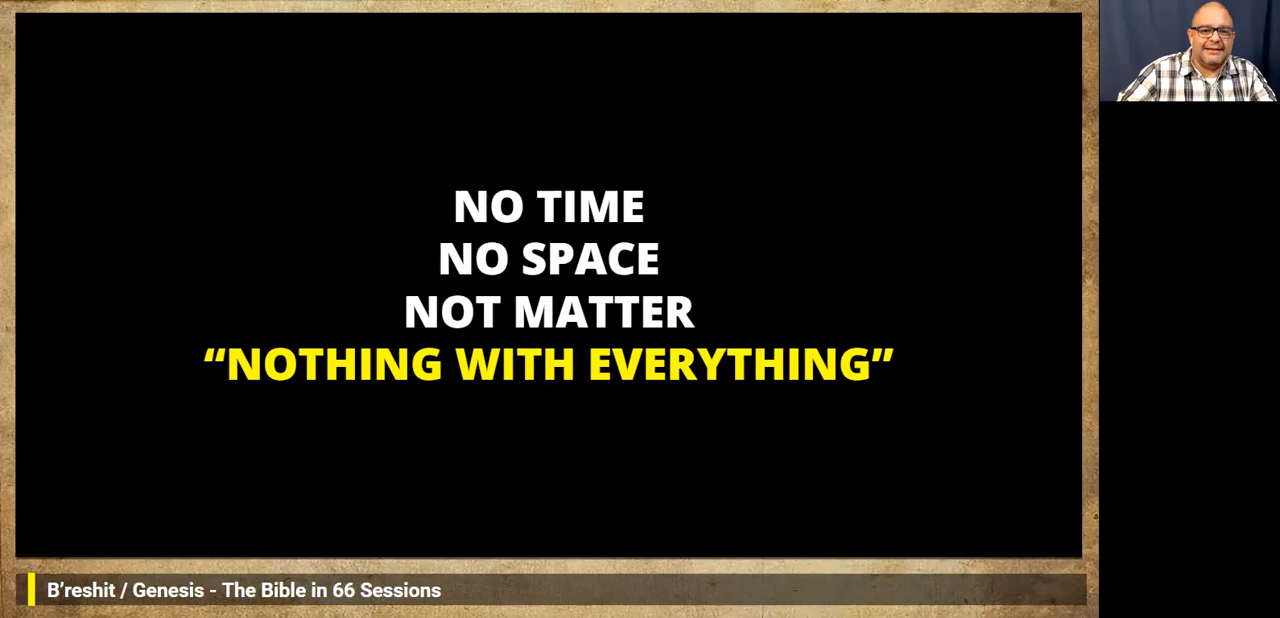 NO TIME
NO SPACE
NOT MATTER
“NOTHING WITH EVERYTHING”
B’reshit / Genesis - The Bible in 66 Sessions